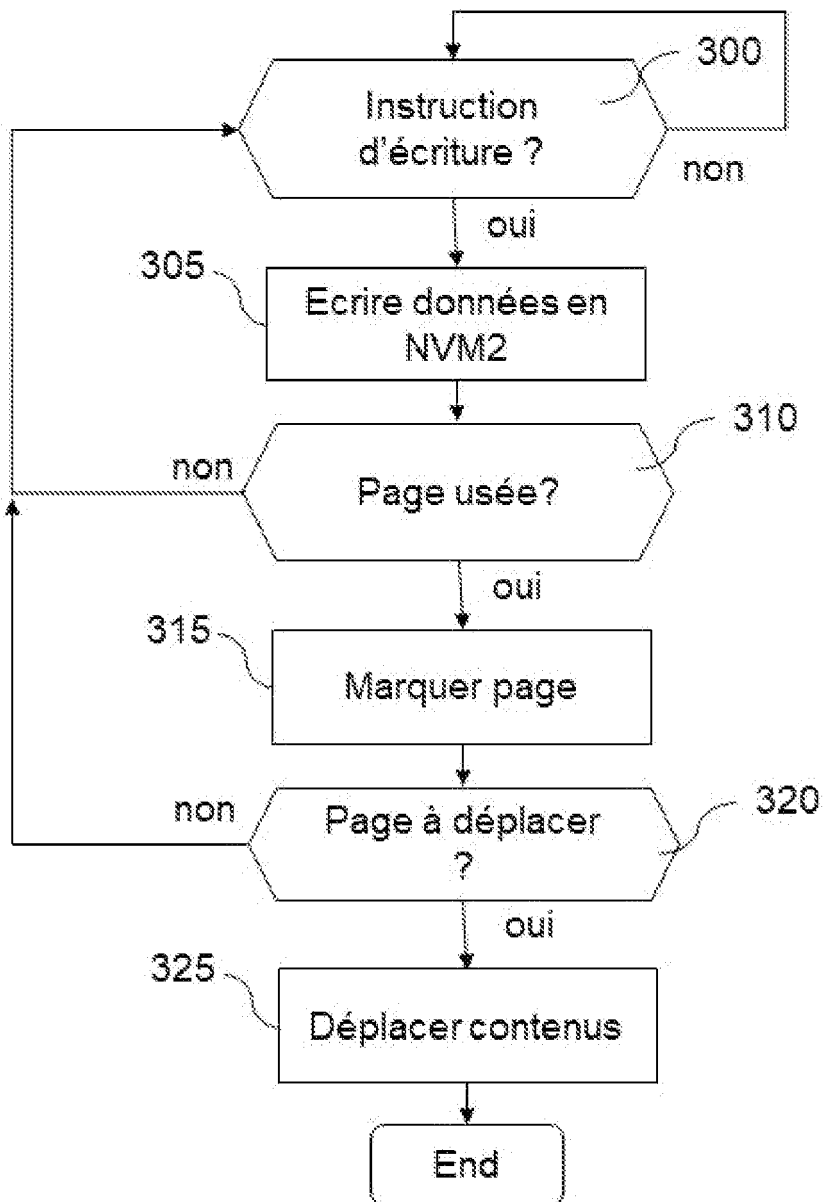 300
Instruction
d'écriture ?
non
oui
305
Ecrire données en
NVM2
310
non
Page usée?
oui
315
Marquer page
non
Page à déplacer
?
320
oui
325
Déplacer contenus
End